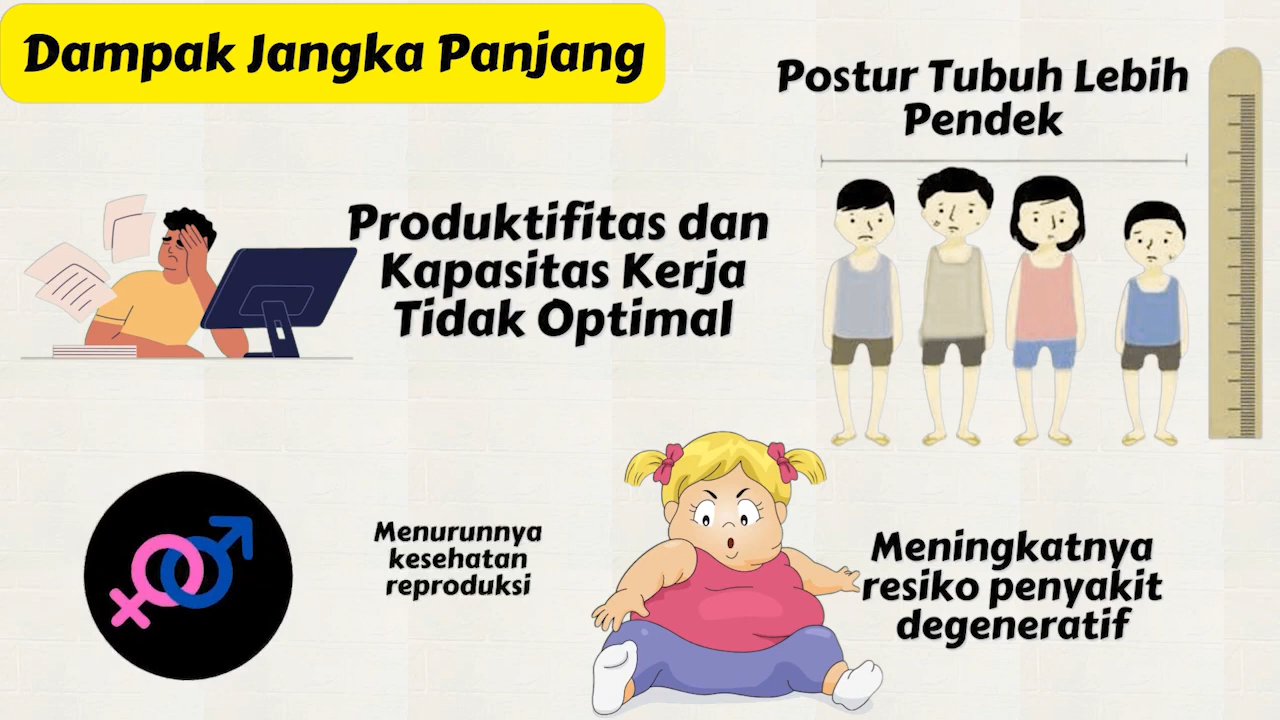 Dampak Jangka Panjang
Postur Tubuh Lebih
Pendek
Produktifitas dan
Kapasitas Kerja
Tidak Optimal
Menurunnya
kesehatan
reproduksi
Meningkatnya
resiko penyakit
degeneratif